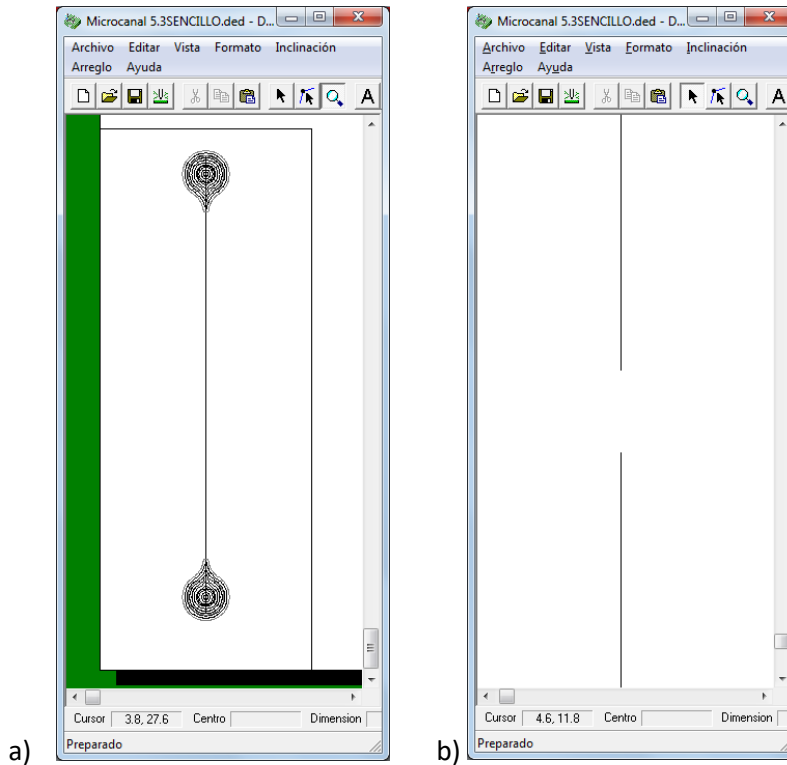 Microcanal 5.3SENCILLO.ded - D...
Archivo Editar Vista Formato Inclinación
Arreglo Ayuda
A
Cursor 3.8, 27.6 Centro Dimension
Preparado
a)
Microcanal 5.3SENCILLO.ded - D...
Archivo Editar Vista Formato Inclinación
Arreglo Ayuda
A
Cursor 4.6, 11.8 Centro Dimension
Preparado
b)